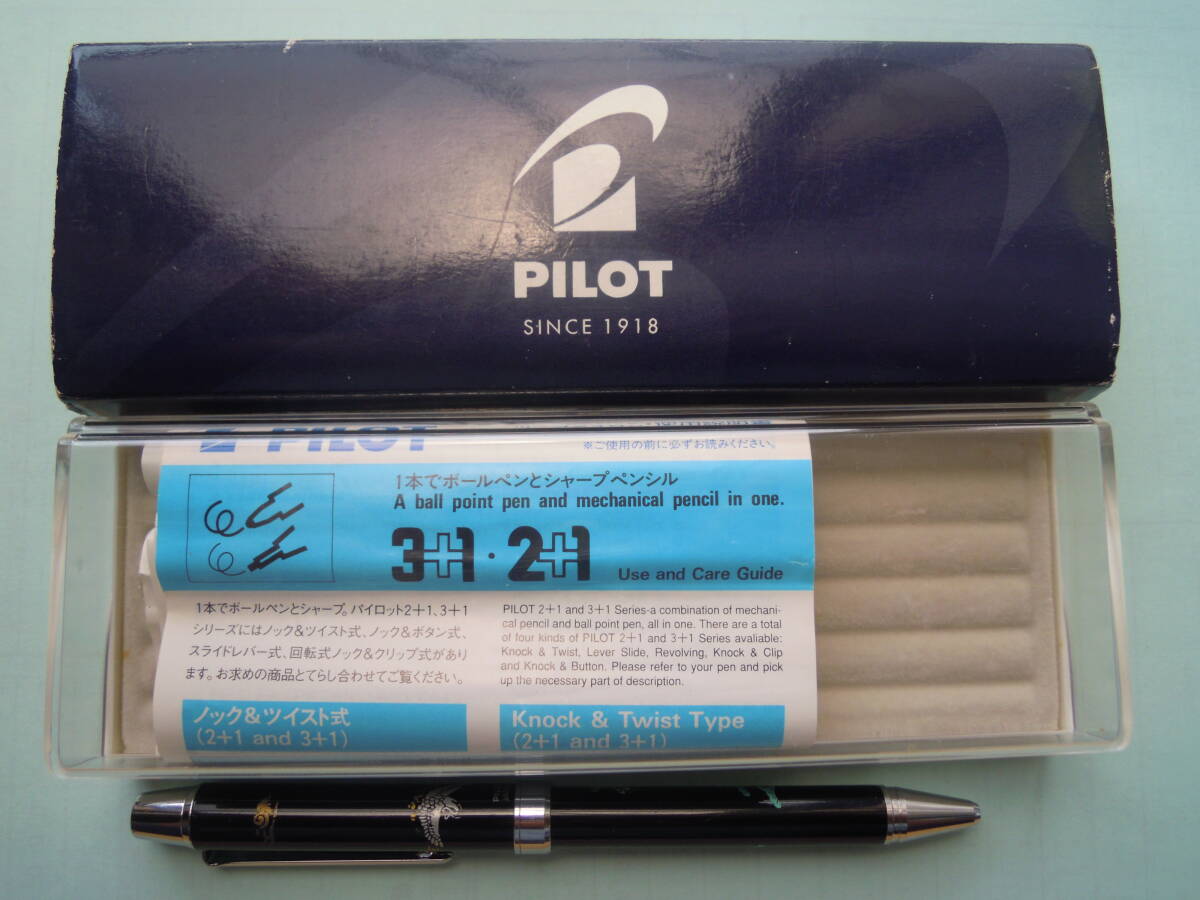 PILOT
SINCE 1918
PILOT
※ご使用の前に必ずお読みください。
1本でボールペンとシャープペンシル
A ball point pen and mechanical pencil in one.
3+1・2+1
Use and Care Guide
1本でボールペンとシャープ。パイロット2+1、3+1
シリーズにはノック&ツイスト式、ノック&ボタン式、
スライドレバー式、回転式ノック&クリップ式があり
ます。お求めの商品とてらし合わせてご覧ください。
PILOT 2+1 and 3+1 Series-a combination of mechani-
cal pencil and ball point pen, all in one. There are a total
of four kinds of PILOT 2+1 and 3+1 Series avaliable:
Knock & Twist, Lever Slide, Revolving, Knock & Clip
and Knock & Button. Please refer to your pen and pick
up the necessary part of description.
ノック&ツイスト式
(2+1 and 3+1)
Knock & Twist Type
(2+1 and 3+1)